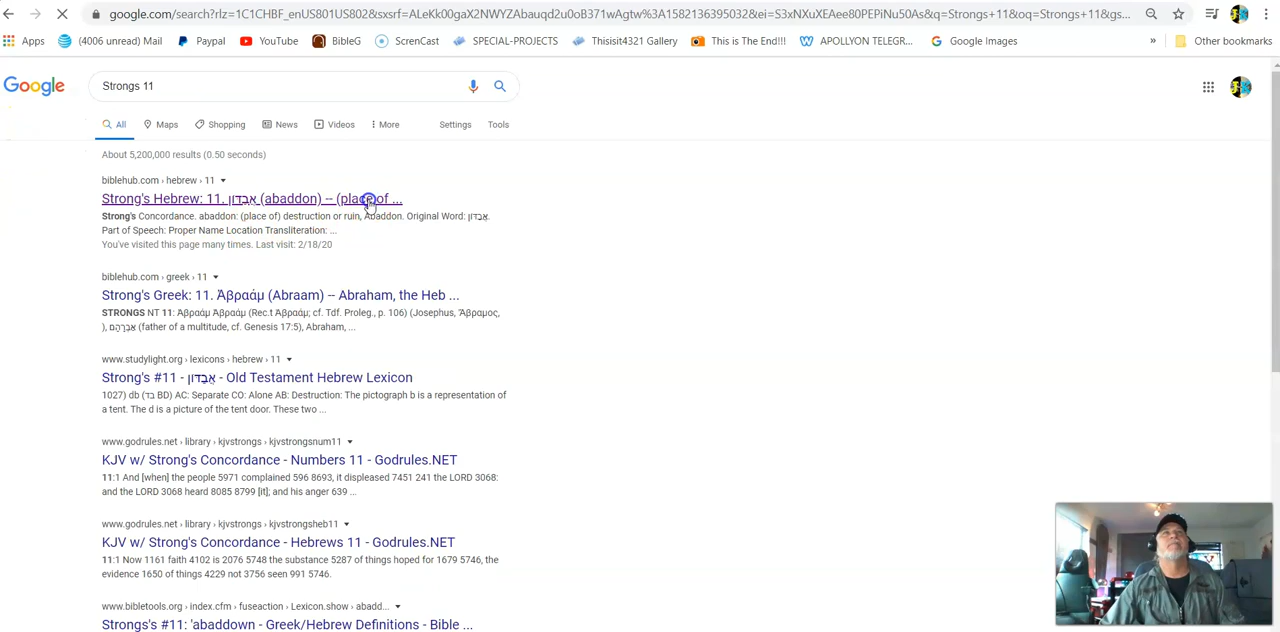 google.com/search?rlz=1C1CHBF_enUS801US802&sxsrf=ALeKk00gaX2NWYZAbauqd2u0oB371wAgtw%3A1582136395032&ei=S3xNXuXEAee80PEPiNu50As&q=Strongs+11&oq=Strongs+11&gs...
Apps (4006 unread) Mail Paypal YouTube BibleG ScrenCast SPECIAL-PROJECTS Thisisit4321 Gallery This is The End!!! APOLLYON TELEGR... Google Images » Other bookmarks
Google Strongs 11
All Maps Shopping News Videos More Settings Tools
About 5,200,000 results (0.50 seconds)
biblehub.com › hebrew › 11
Strong's Hebrew: 11. אֲבַדּוֹן (abaddon) -- (place of ...
Strong's Concordance. abaddon: (place of) destruction or ruin, Abaddon. Original Word: אֲבַדּוֹן.
Part of Speech: Proper Name Location Transliteration: ...
You've visited this page many times. Last visit: 2/18/20
biblehub.com › greek › 11
Strong's Greek: 11. Ἀβραάμ (Abraam) -- Abraham, the Heb ...
STRONGS NT 11: Ἀβραάμ Ἀβραάμ (Rec.t Ἀβραάμ; cf. Tdf. Proleg., p. 106) (Josephus, Ἄβραμος,
), אַבְרָהָם (father of a multitude, cf. Genesis 17:5), Abraham, ...
www.studylight.org › lexicons › hebrew › 11
Strong's #11 - אֲבַדּוֹן - Old Testament Hebrew Lexicon
1027) db (בד BD) AC: Separate CO: Alone AB: Destruction: The pictograph b is a representation of
a tent. The d is a picture of the tent door. These two ...
www.godrules.net › library › kjvstrongs › kjvstrongsnum11
KJV w/ Strong's Concordance - Numbers 11 - Godrules.NET
11:1 And [when] the people 5971 complained 596 8693, it displeased 7451 241 the LORD 3068:
and the LORD 3068 heard 8085 8799 [it]; and his anger 639 ...
www.godrules.net › library › kjvstrongs › kjvstrongsheb11
KJV w/ Strong's Concordance - Hebrews 11 - Godrules.NET
11:1 Now 1161 faith 4102 is 2076 5748 the substance 5287 of things hoped for 1679 5746, the
evidence 1650 of things 4229 not 3756 seen 991 5746.
www.bibletools.org › index.cfm › fuseaction › Lexicon.show › abadd...
Strongs's #11: 'abaddown - Greek/Hebrew Definitions - Bible ...